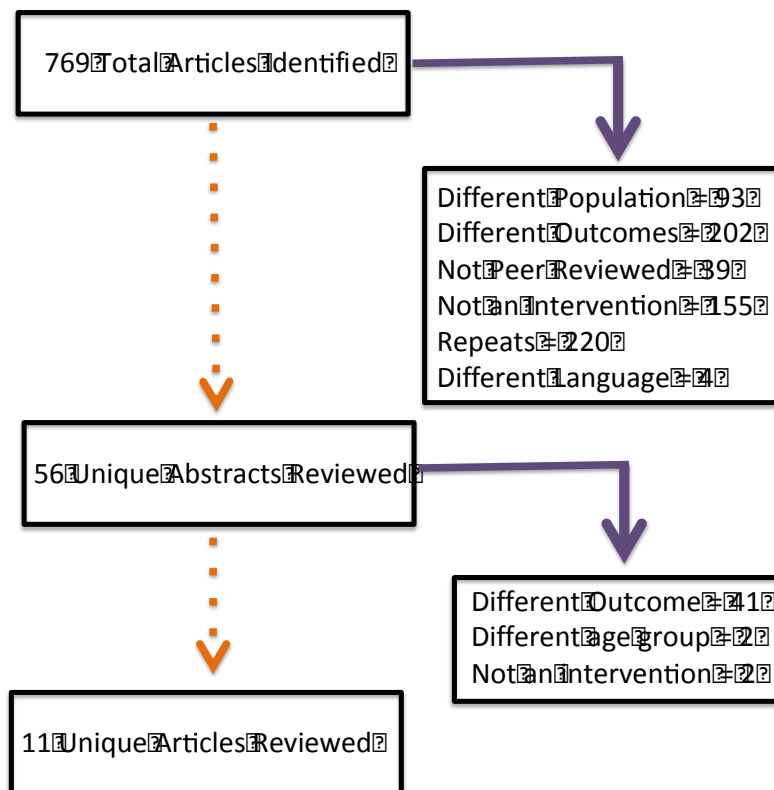 769 Total Articles Identified
Different Population = 93
Different Outcomes = 202
Not Peer Reviewed = 39
Not an Intervention = 155
Repeats = 220
Different Language = 4
56 Unique Abstracts Reviewed
Different Outcome = 41
Different age group = 2
Not an Intervention = 2
11 Unique Articles Reviewed